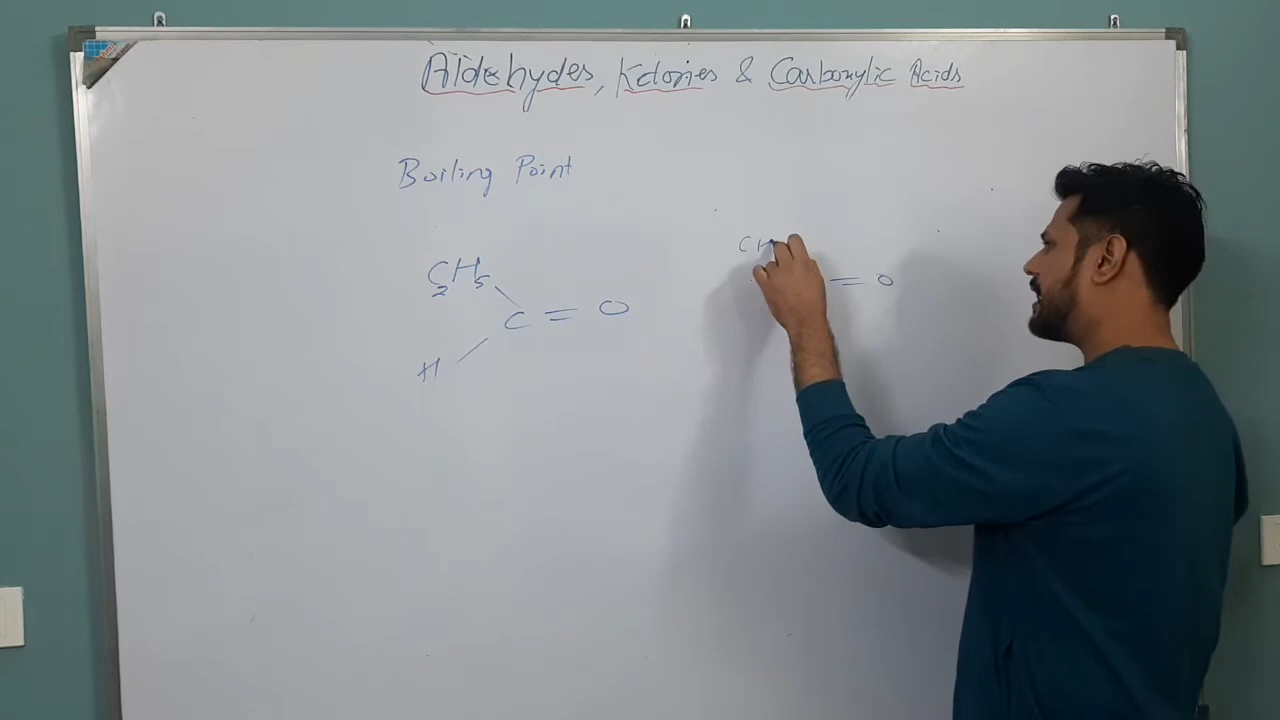 Aldehydes, Ketones & Carboxylic Acids
Boiling Point
C2H5
C = O
H
CH
= O